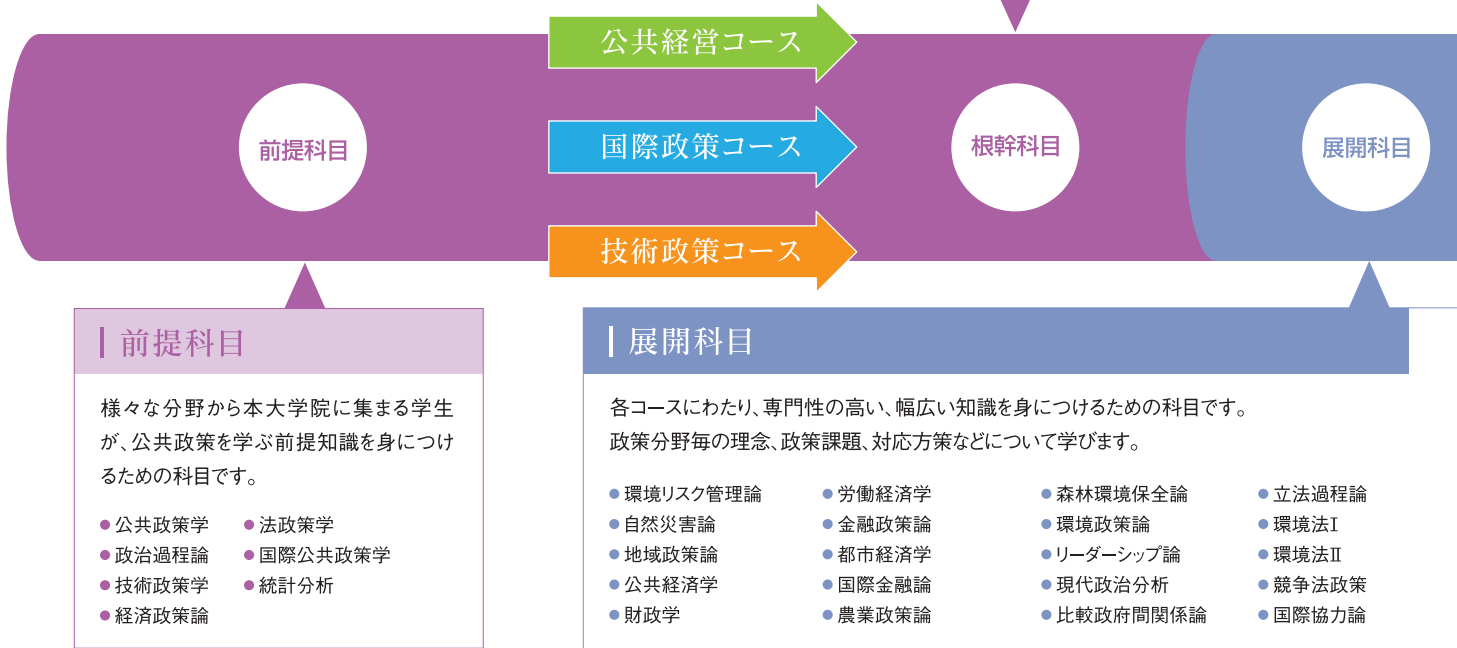 公共経営コース
国際政策コース
技術政策コース
前提科目
根幹科目
展開科目
前提科目
様々な分野から本大学院に集まる学生
が、公共政策を学ぶ前提知識を身につけ
るための科目です。
●公共政策学 ●法政策学
●政治過程論 ●国際公共政策学
●技術政策学 ●統計分析
●経済政策論
展開科目
各コースにわたり、専門性の高い、幅広い知識を身につけるための科目です。
政策分野毎の理念、政策課題、対応方策などについて学びます。
●環境リスク管理論 ●労働経済学 ●森林環境保全論 ●立法過程論
●自然災害論 ●金融政策論 ●環境政策論 ●環境法Ⅰ
●地域政策論 ●都市経済学 ●リーダーシップ論 ●環境法Ⅱ
●公共経済学 ●国際金融論 ●現代政治分析 ●競争法政策
●財政学 ●農業政策論 ●比較政府間関係論 ●国際協力論